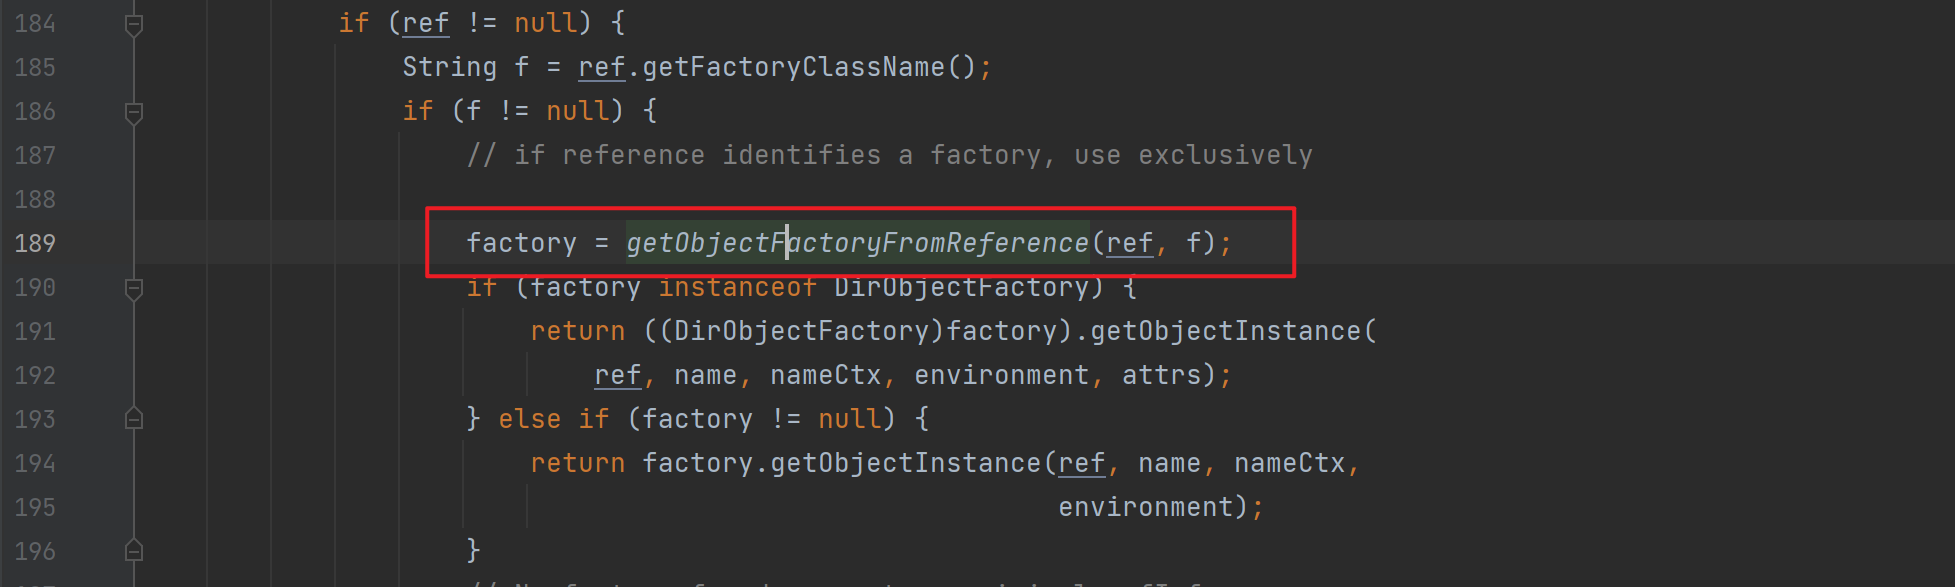 184 if (ref != null) {
185 String f = ref.getFactoryClassName();
186 if (f != null) {
187 // if reference identifies a factory, use exclusively
188
189 factory = getObjectFactoryFromReference(ref, f);
190 if (factory instanceof DirObjectFactory) {
191 return ((DirObjectFactory)factory).getObjectInstance(
192 ref, name, nameCtx, environment, attrs);
193 } else if (factory != null) {
194 return factory.getObjectInstance(ref, name, nameCtx,
195 environment);
196 }